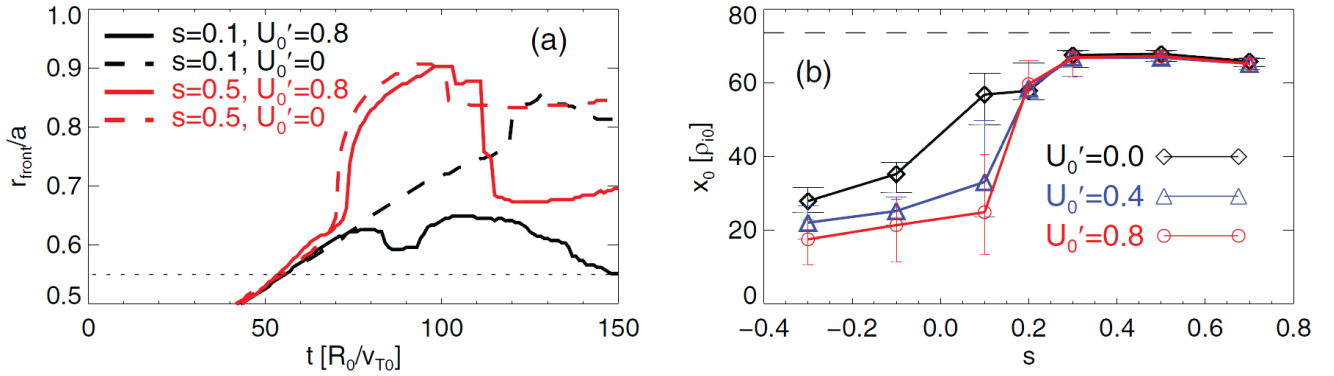 (a)
s=0.1, U₀′=0.8
s=0.1, U₀′=0
s=0.5, U₀′=0.8
s=0.5, U₀′=0
1.0
0.9
0.8
0.7
0.6
0.5
r_front/a
0
50
100
150
t [R₀/v_T0]
(b)
80
60
40
20
0
x₀ [ρ_i0]
U₀′=0.0
U₀′=0.4
U₀′=0.8
−0.4
−0.2
0.0
0.2
0.4
0.6
0.8
s